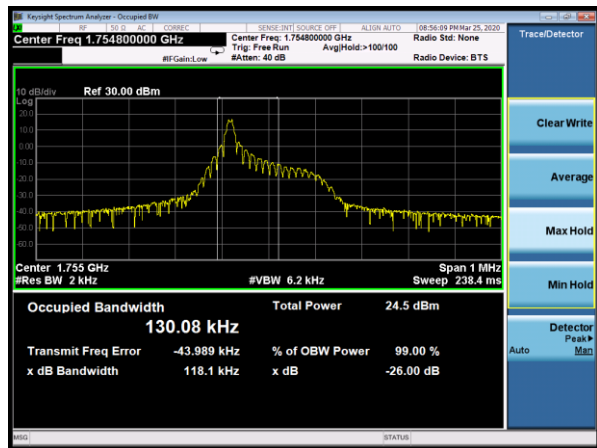 Keysight Spectrum Analyzer - Occupied BW
RF 50 Ω AC CORREC SENSE:INT SOURCE OFF ALIGN AUTO 08:56:09 PM Mar 25, 2020
Center Freq 1.754800000 GHz
Center Freq: 1.754800000 GHz
Radio Std: None
Trig: Free Run Avg|Hold:>100/100
#IFGain:Low #Atten: 40 dB Radio Device: BTS
Trace/Detector
10 dB/div Ref 30.00 dBm
Log
20.0
10.0
0.00
-10.0
-20.0
-30.0
-40.0
-50.0
-60.0
Center 1.755 GHz Span 1 MHz
#Res BW 2 kHz #VBW 6.2 kHz Sweep 238.4 ms
Occupied Bandwidth Total Power 24.5 dBm
130.08 kHz
Transmit Freq Error -43.989 kHz % of OBW Power 99.00 %
x dB Bandwidth 118.1 kHz x dB -26.00 dB
Clear Write
Average
Max Hold
Min Hold
Detector
Peak▶
Auto Man
MSG STATUS